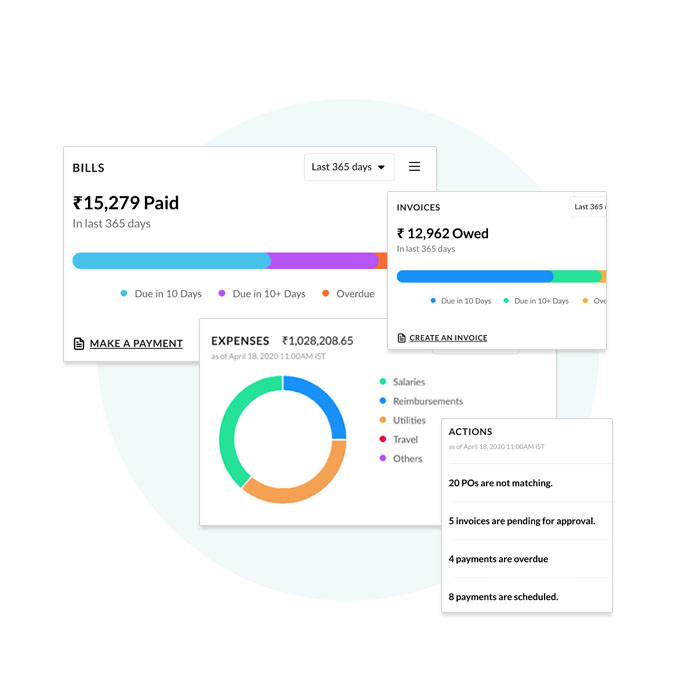 BILLS
Last 365 days
₹15,279 Paid
In last 365 days
Due in 10 Days
Due in 10+ Days
Overdue
MAKE A PAYMENT
INVOICES
Last 365
₹ 12,962 Owed
In last 365 days
Due in 10 Days
Due in 10+ Days
CREATE AN INVOICE
EXPENSES ₹1,028,208.65
as of April 18, 2020 11:00AM IST
Salaries
Reimbursements
Utilities
Travel
Others
ACTIONS
as of April 18, 2020 11:00AM IST
20 POs are not matching.
5 invoices are pending for approval.
4 payments are overdue
8 payments are scheduled.